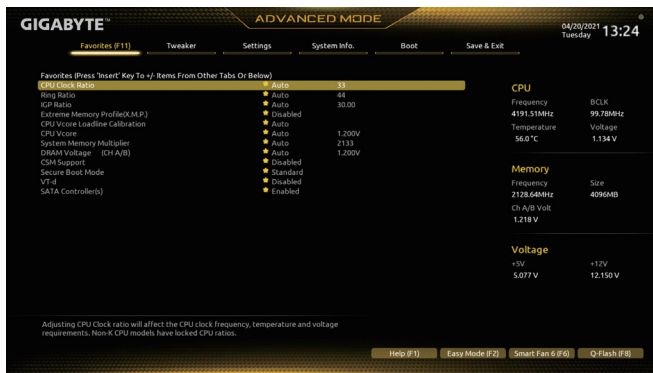 GIGABYTE™
ADVANCED MODE
04/20/2021
Tuesday 13:24
Favorites (F11) Tweaker Settings System Info. Boot Save & Exit
Favorites (Press 'Insert' Key To +/- Items From Other Tabs Or Below)
CPU Clock Ratio Auto 33
Ring Ratio Auto 44
IGP Ratio Auto 30.00
Extreme Memory Profile(X.M.P.) Disabled
CPU Vcore Loadline Calibration Auto
CPU Vcore Auto 1.200V
System Memory Multiplier Auto 2133
DRAM Voltage (CH A/B) Auto 1.200V
CSM Support Disabled
Secure Boot Mode Standard
VT-d Disabled
SATA Controller(s) Enabled
CPU
Frequency BCLK
4191.51MHz 99.78MHz
Temperature Voltage
56.0 °C 1.134 V
Memory
Frequency Size
2128.64MHz 4096MB
Ch A/B Volt
1.218 V
Voltage
+5V +12V
5.077 V 12.150 V
Adjusting CPU Clock ratio will affect the CPU clock frequency, temperature and voltage
requirements. Non-K CPU models have locked CPU ratios.
Help (F1) Easy Mode (F2) Smart Fan 6 (F6) Q-Flash (F8)